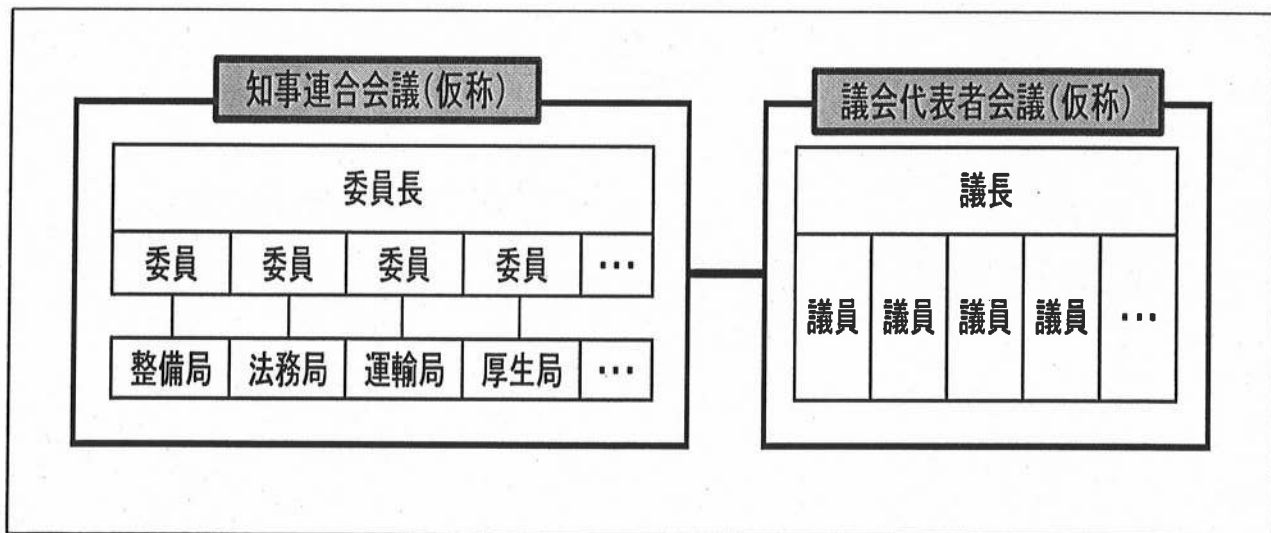 知事連合会議(仮称)
委員長
委員 委員 委員 委員 …
整備局 法務局 運輸局 厚生局 …
議会代表者会議(仮称)
議長
議員 議員 議員 議員 …